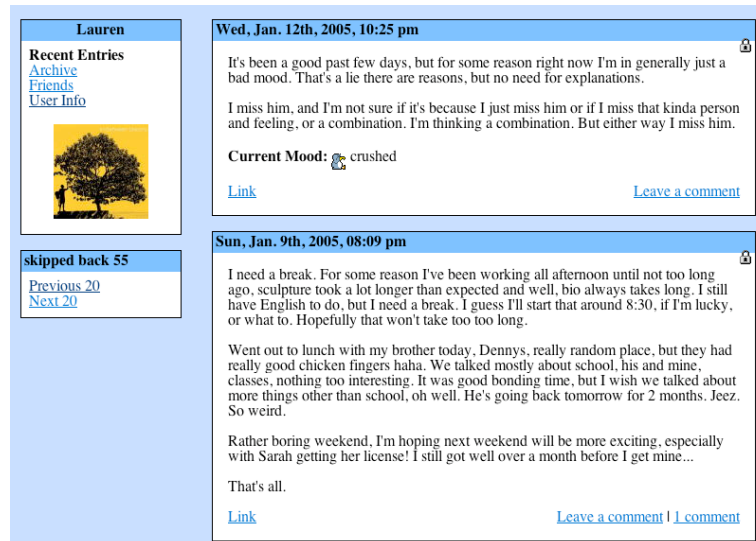 Lauren
Recent Entries
Archive
Friends
User Info
skipped back 55
Previous 20
Next 20
Wed, Jan. 12th, 2005, 10:25 pm
It's been a good past few days, but for some reason right now I'm in generally just a
bad mood. That's a lie there are reasons, but no need for explanations.
I miss him, and I'm not sure if it's because I just miss him or if I miss that kinda person
and feeling, or a combination. I'm thinking a combination. But either way I miss him.
Current Mood: crushed
Link Leave a comment
Sun, Jan. 9th, 2005, 08:09 pm
I need a break. For some reason I've been working all afternoon until not too long
ago, sculpture took a lot longer than expected and well, bio always takes long. I still
have English to do, but I need a break. I guess I'll start that around 8:30, if I'm lucky,
or what to. Hopefully that won't take too too long.
Went out to lunch with my brother today, Dennys, really random place, but they had
really good chicken fingers haha. We talked mostly about school, his and mine,
classes, nothing too interesting. It was good bonding time, but I wish we talked about
more things other than school, oh well. He's going back tomorrow for 2 months. Jeez.
So weird.
Rather boring weekend, I'm hoping next weekend will be more exciting, especially
with Sarah getting her license! I still got well over a month before I get mine...
That's all.
Link Leave a comment | 1 comment